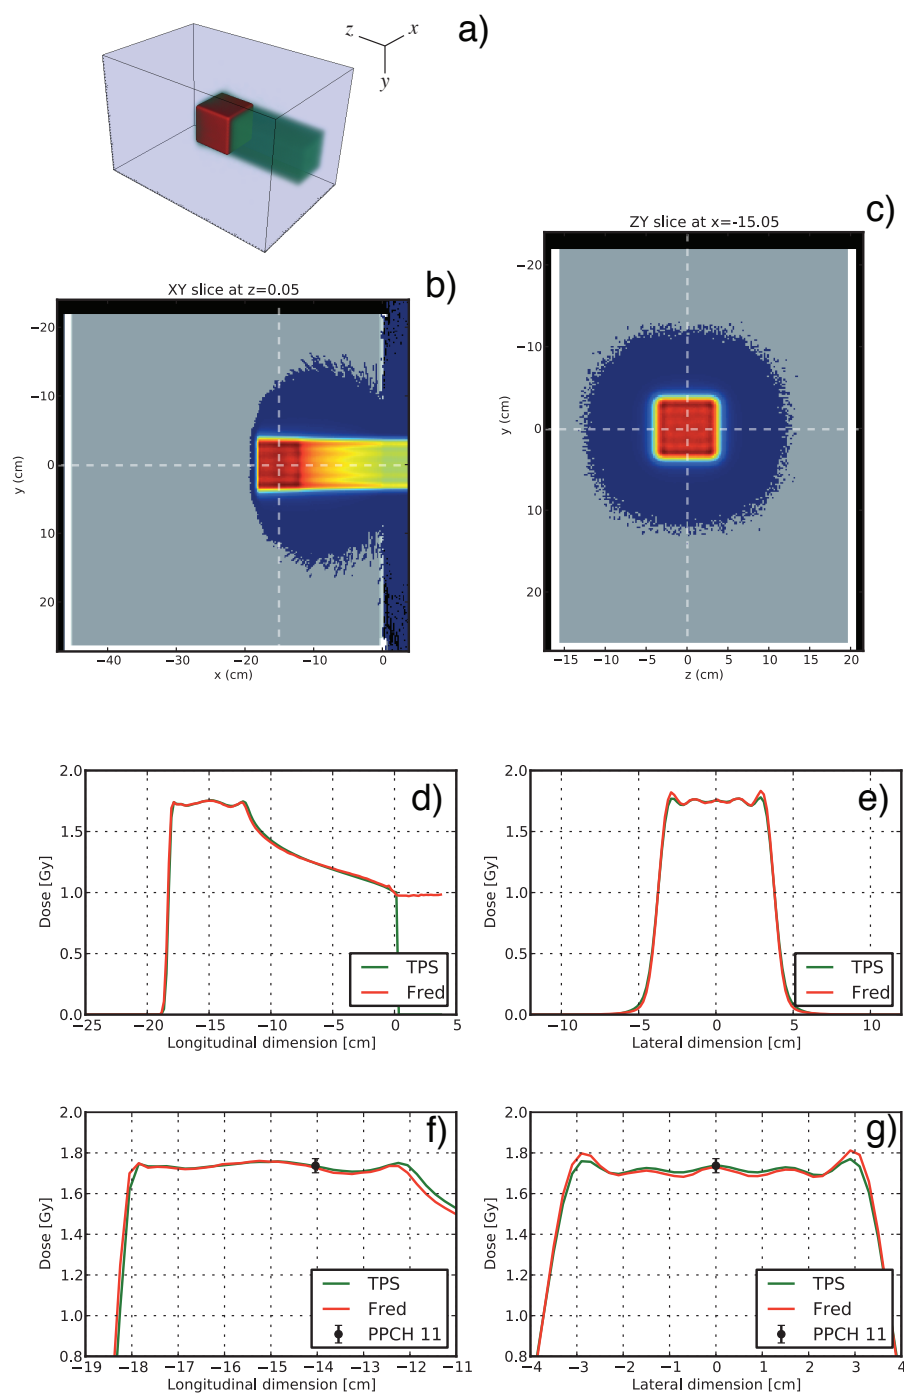 a)
z
x
y
b)
XY slice at z=0.05
−20
−10
0
10
20
y (cm)
−40
−30
−20
−10
0
x (cm)
c)
ZY slice at x=-15.05
−20
−10
0
10
20
y (cm)
−15
−10
−5
0
5
10
15
20
z (cm)
d)
2.0
1.5
1.0
0.5
0.0
Dose [Gy]
TPS
Fred
−25
−20
−15
−10
−5
0
5
Longitudinal dimension [cm]
e)
2.0
1.5
1.0
0.5
0.0
Dose [Gy]
TPS
Fred
−10
−5
0
5
10
Lateral dimension [cm]
f)
2.0
1.8
1.6
1.4
1.2
1.0
0.8
Dose [Gy]
TPS
Fred
PPCH 11
−19
−18
−17
−16
−15
−14
−13
−12
−11
Longitudinal dimension [cm]
g)
2.0
1.8
1.6
1.4
1.2
1.0
0.8
Dose [Gy]
TPS
Fred
PPCH 11
−4
−3
−2
−1
0
1
2
3
4
Lateral dimension [cm]